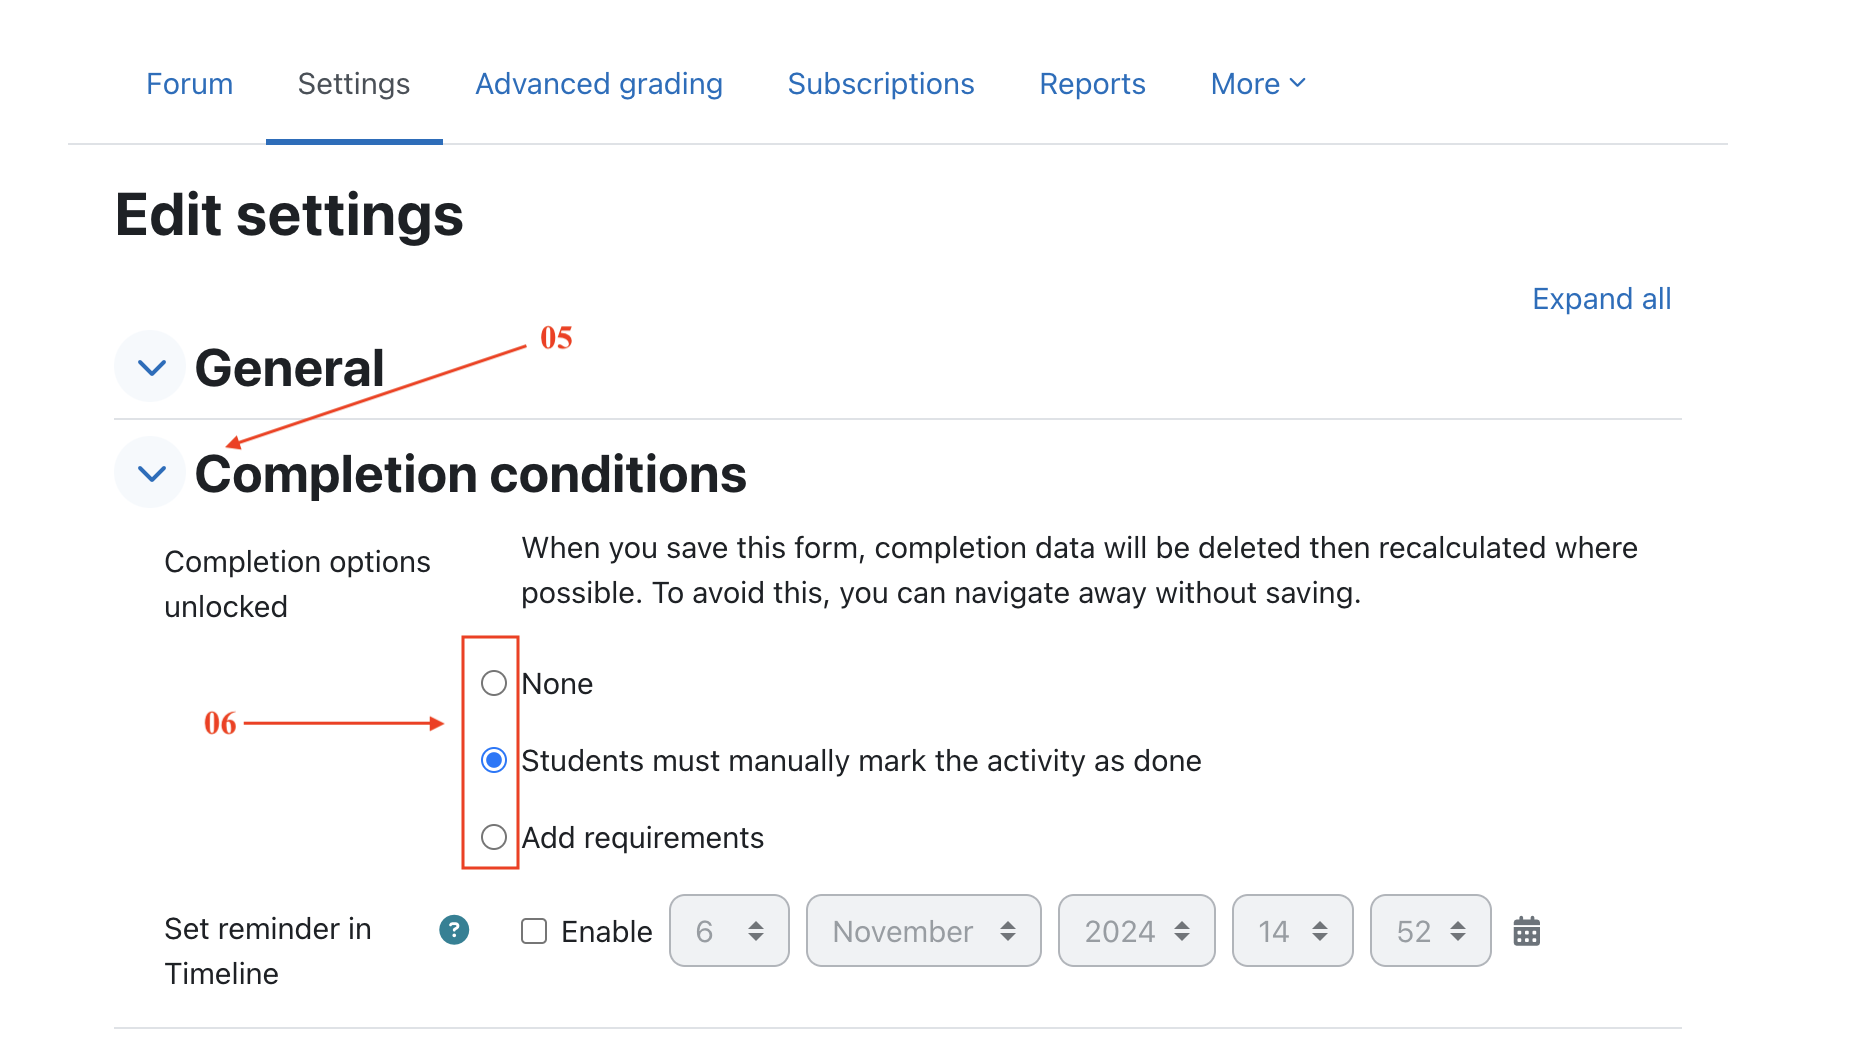 Forum Settings Advanced grading Subscriptions Reports More
Edit settings
Expand all
05
General
Completion conditions
Completion options
unlocked
When you save this form, completion data will be deleted then recalculated where
possible. To avoid this, you can navigate away without saving.
None
06
Students must manually mark the activity as done
Add requirements
Set reminder in
Timeline
? Enable 6 November 2024 14 52